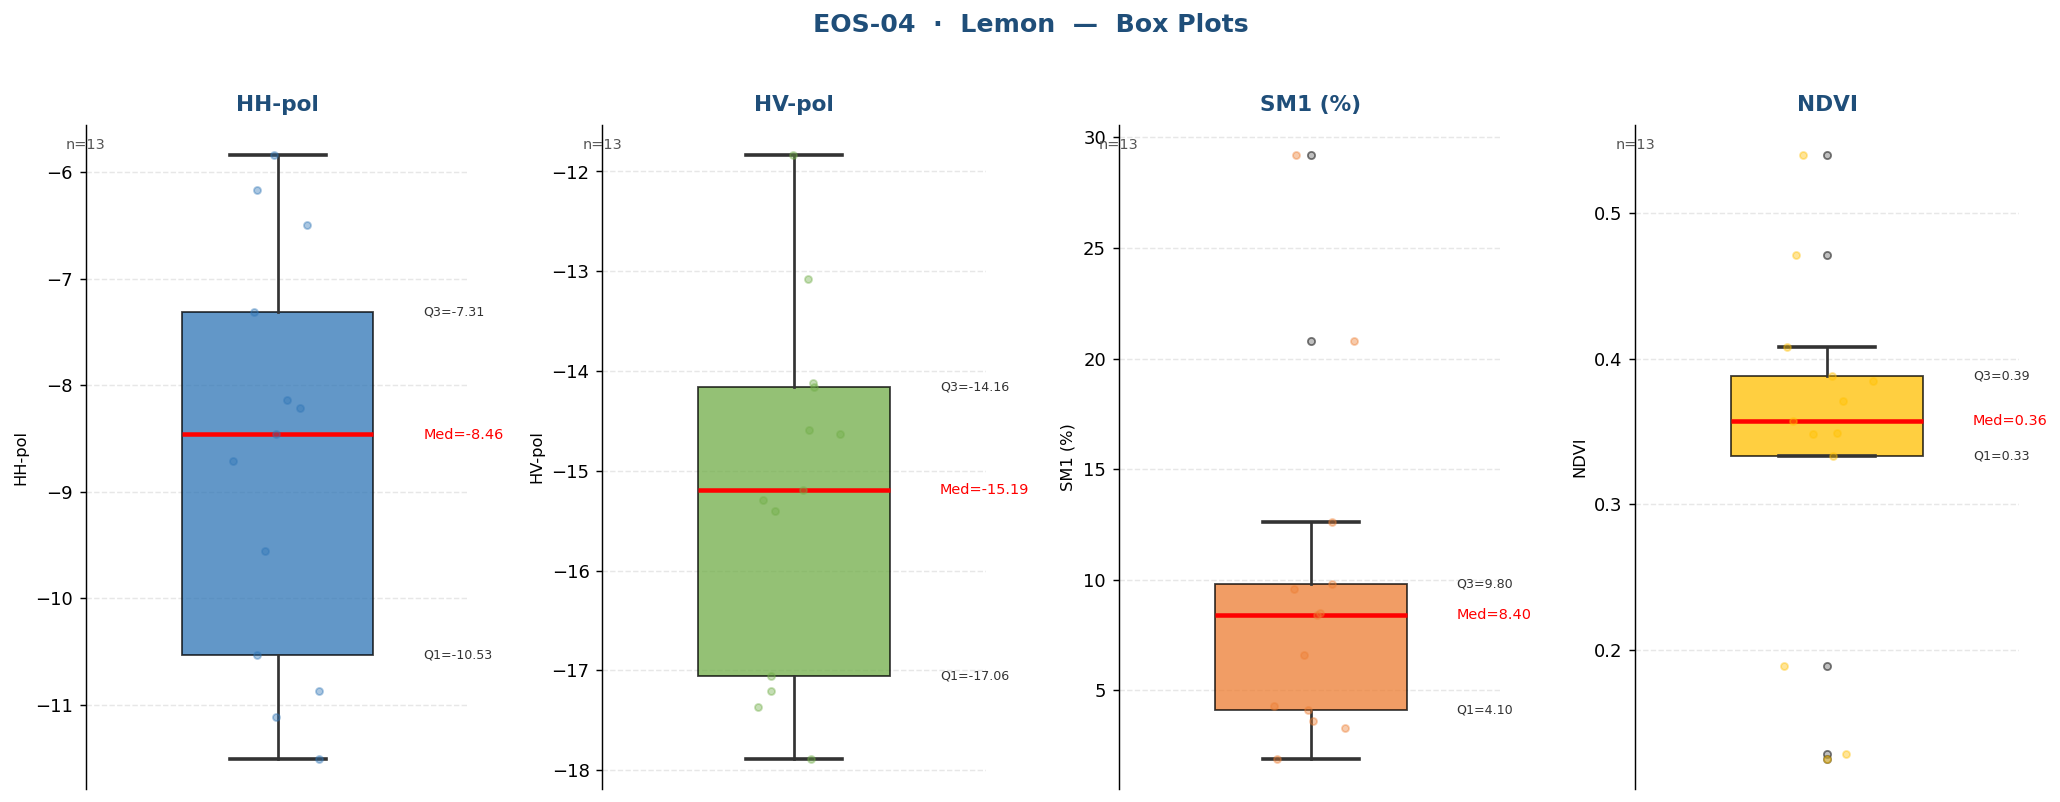 EOS-04 · Lemon — Box Plots
HH-pol
n=13
HH-pol
−6
−7
−8
−9
−10
−11
Q3=-7.31
Med=-8.46
Q1=-10.53
HV-pol
n=13
HV-pol
−12
−13
−14
−15
−16
−17
−18
Q3=-14.16
Med=-15.19
Q1=-17.06
SM1 (%)
n=13
SM1 (%)
30
25
20
15
10
5
Q3=9.80
Med=8.40
Q1=4.10
NDVI
n=13
NDVI
0.5
0.4
0.3
0.2
Q3=0.39
Med=0.36
Q1=0.33